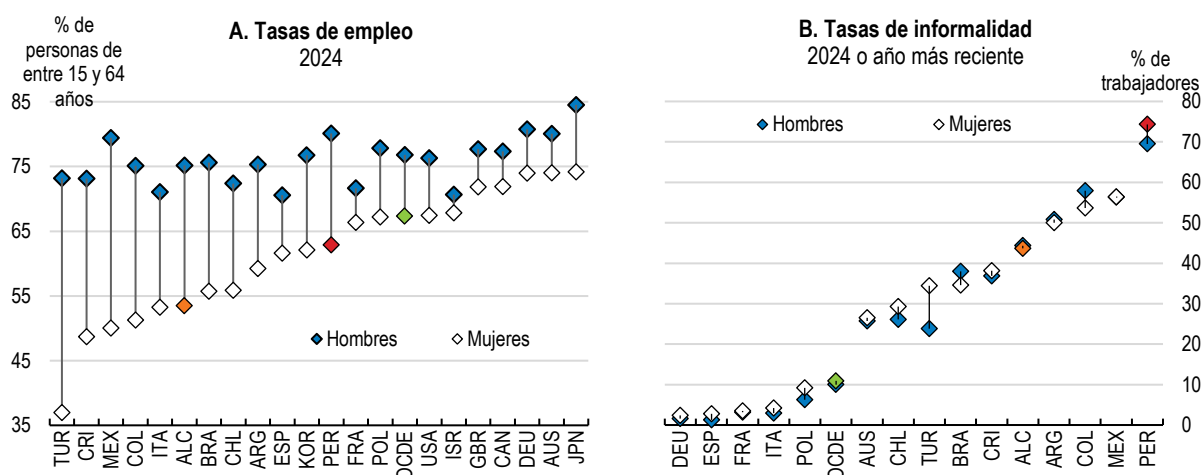 % de
personas de
entre 15 y 64
años
A. Tasas de empleo
2024
85
75
65
55
45
35
Hombres
Mujeres
TUR
CRI
MEX
COL
ITA
ALC
BRA
CHL
ARG
ESP
KOR
PER
FRA
POL
OCDE
USA
ISR
GBR
CAN
DEU
AUS
JPN
B. Tasas de informalidad
2024 o año más reciente
% de
trabajadores
Hombres
Mujeres
80
70
60
50
40
30
20
10
0
DEU
ESP
FRA
ITA
POL
OCDE
AUS
CHL
TUR
BRA
CRI
ALC
ARG
COL
MEX
PER